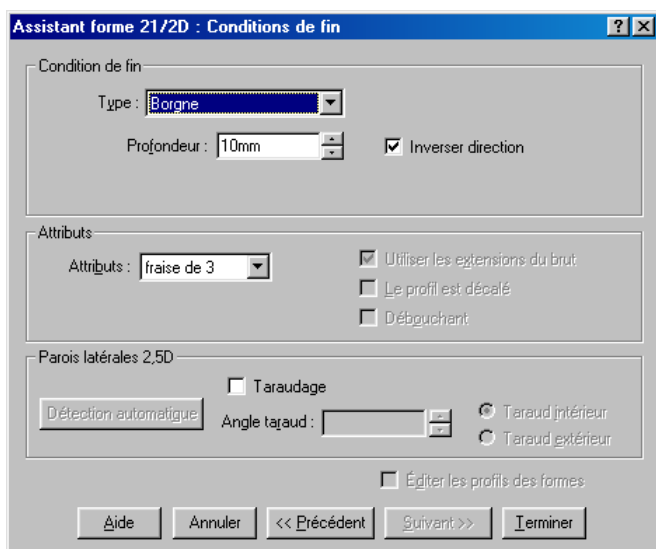 Assistant forme 21/2D : Conditions de fin
Condition de fin
Type : Borgne
Profondeur : 10mm Inverser direction
Attributs
Attributs : fraise de 3 Utiliser les extensions du brut
Le profil est décalé
Débouchant
Parois latérales 2,5D
Taraudage
Détection automatique Angle taraud : Taraud intérieur
Taraud extérieur
Éditer les profils des formes
Aide Annuler << Précédent Suivant >> Terminer